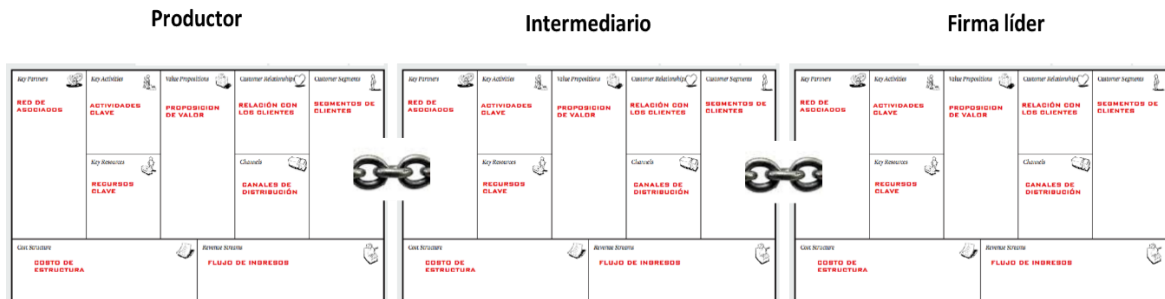 Productor
Intermediario
Firma líder
Key Partners
RED DE
ASOCIADOS
Key Activities
ACTIVIDADES
CLAVE
Value Propositions
PROPOSICION
DE VALOR
Customer Relationships
RELACIÓN CON
LOS CLIENTES
Customer Segments
SEGMENTOS DE
CLIENTES
Key Resources
RECURSOS
CLAVE
Channels
CANALES DE
DISTRIBUCIÓN
Cost Structure
COSTO DE
ESTRUCTURA
Revenue Streams
FLUJO DE INGRESOS
Key Partners
RED DE
ASOCIADOS
Key Activities
ACTIVIDADES
CLAVE
Value Propositions
PROPOSICION
DE VALOR
Customer Relationships
RELACIÓN CON
LOS CLIENTES
Customer Segments
SEGMENTOS DE
CLIENTES
Key Resources
RECURSOS
CLAVE
Channels
CANALES DE
DISTRIBUCIÓN
Cost Structure
COSTO DE
ESTRUCTURA
Revenue Streams
FLUJO DE INGRESOS
Key Partners
RED DE
ASOCIADOS
Key Activities
ACTIVIDADES
CLAVE
Value Propositions
PROPOSICION
DE VALOR
Customer Relationships
RELACIÓN CON
LOS CLIENTES
Customer Segments
SEGMENTOS DE
CLIENTES
Key Resources
RECURSOS
CLAVE
Channels
CANALES DE
DISTRIBUCIÓN
Cost Structure
COSTO DE
ESTRUCTURA
Revenue Streams
FLUJO DE INGRESOS